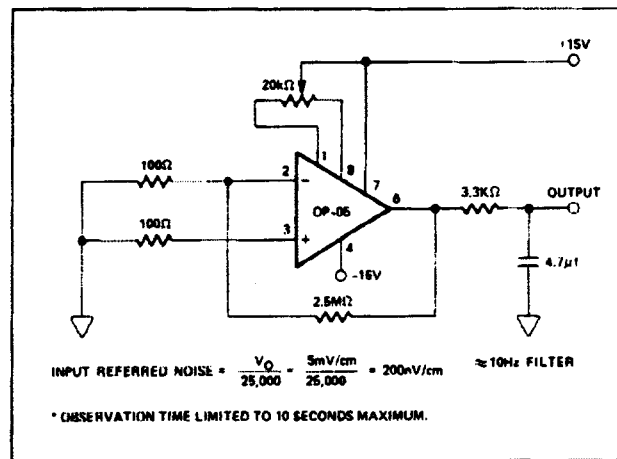 +15V
20kΩ
1
8
7
100Ω
2
-
6
3.3KΩ
OUTPUT
OP-05
100Ω
3
+
4
4.7μf
-15V
2.5MΩ
INPUT REFERRED NOISE = VO / 25,000 = 5mV/cm / 25,000 = 200nV/cm ≈10Hz FILTER
* OBSERVATION TIME LIMITED TO 10 SECONDS MAXIMUM.